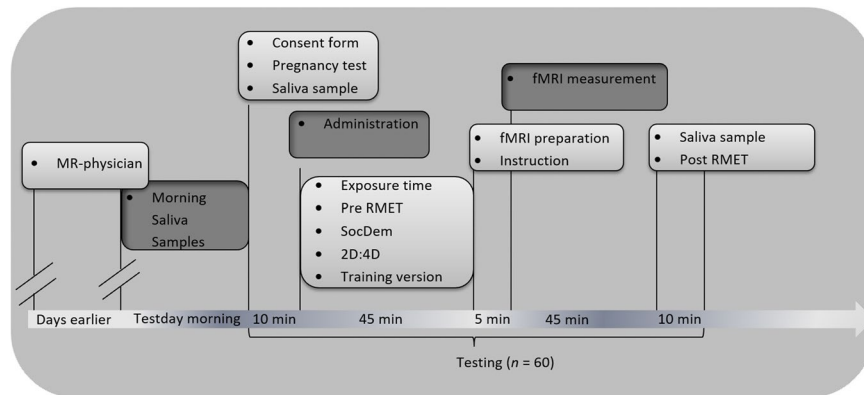 Consent form
Pregnancy test
Saliva sample
fMRI measurement
Administration
fMRI preparation
Instruction
Saliva sample
Post RMET
MR-physician
Morning
Saliva
Samples
Exposure time
Pre RMET
SocDem
2D:4D
Training version
Days earlier
Testday morning
10 min
45 min
5 min
45 min
10 min
Testing (n = 60)